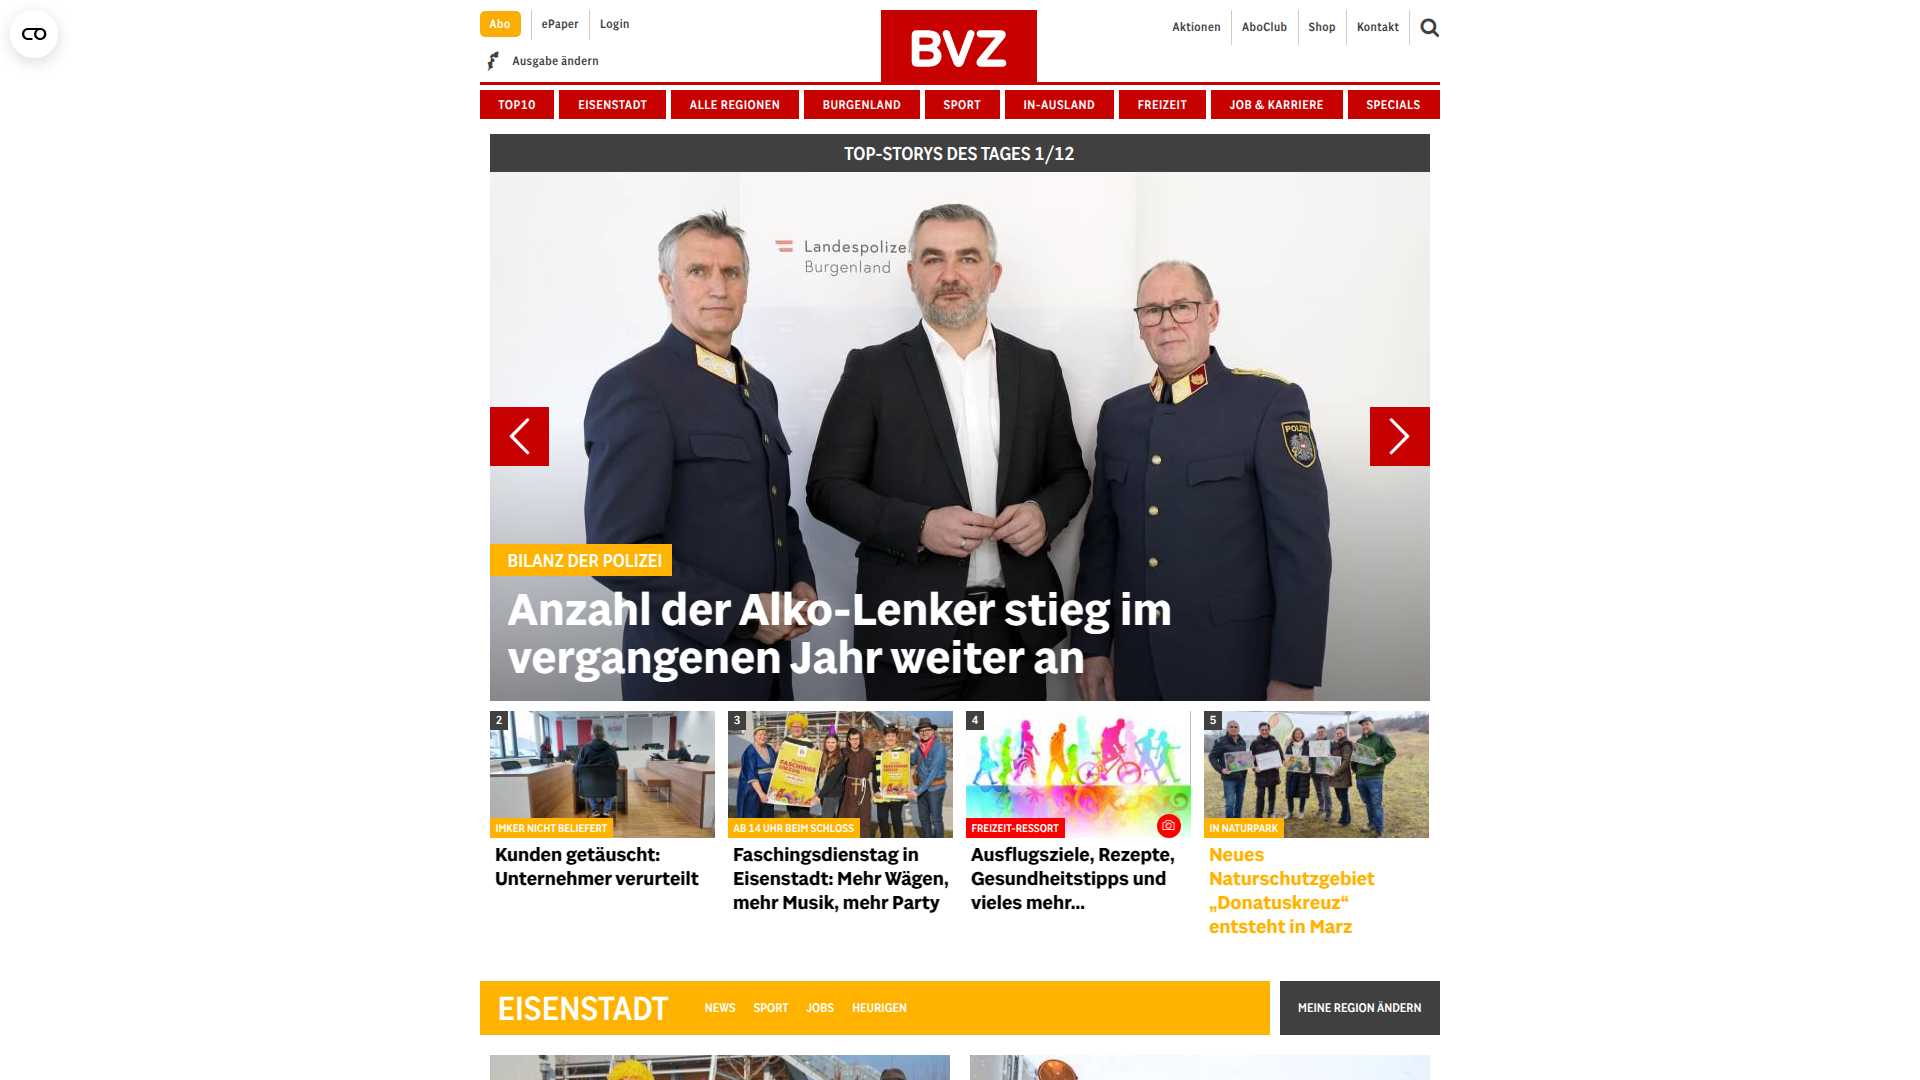 Abo
ePaper
Login
Ausgabe ändern
BVZ
Aktionen
AboClub
Shop
Kontakt
TOP10
EISENSTADT
ALLE REGIONEN
BURGENLAND
SPORT
IN-AUSLAND
FREIZEIT
JOB & KARRIERE
SPECIALS
TOP-STORYS DES TAGES 1/12
Landespolize
Burgenland
POLIZEI
BILANZ DER POLIZEI
Anzahl der Alko-Lenker stieg im
vergangenen Jahr weiter an
2
IMKER NICHT BELIEFERT
Kunden getäuscht:
Unternehmer verurteilt
3
FASCHINGS
AB 14 UHR BEIM SCHLOSS
Faschingsdienstag in
Eisenstadt: Mehr Wägen,
mehr Musik, mehr Party
4
FREIZEIT-RESSORT
Ausflugsziele, Rezepte,
Gesundheitstipps und
vieles mehr...
5
IN NATURPARK
Neues
Naturschutzgebiet
„Donatuskreuz“
entsteht in Marz
EISENSTADT
NEWS
SPORT
JOBS
HEURIGEN
MEINE REGION ÄNDERN